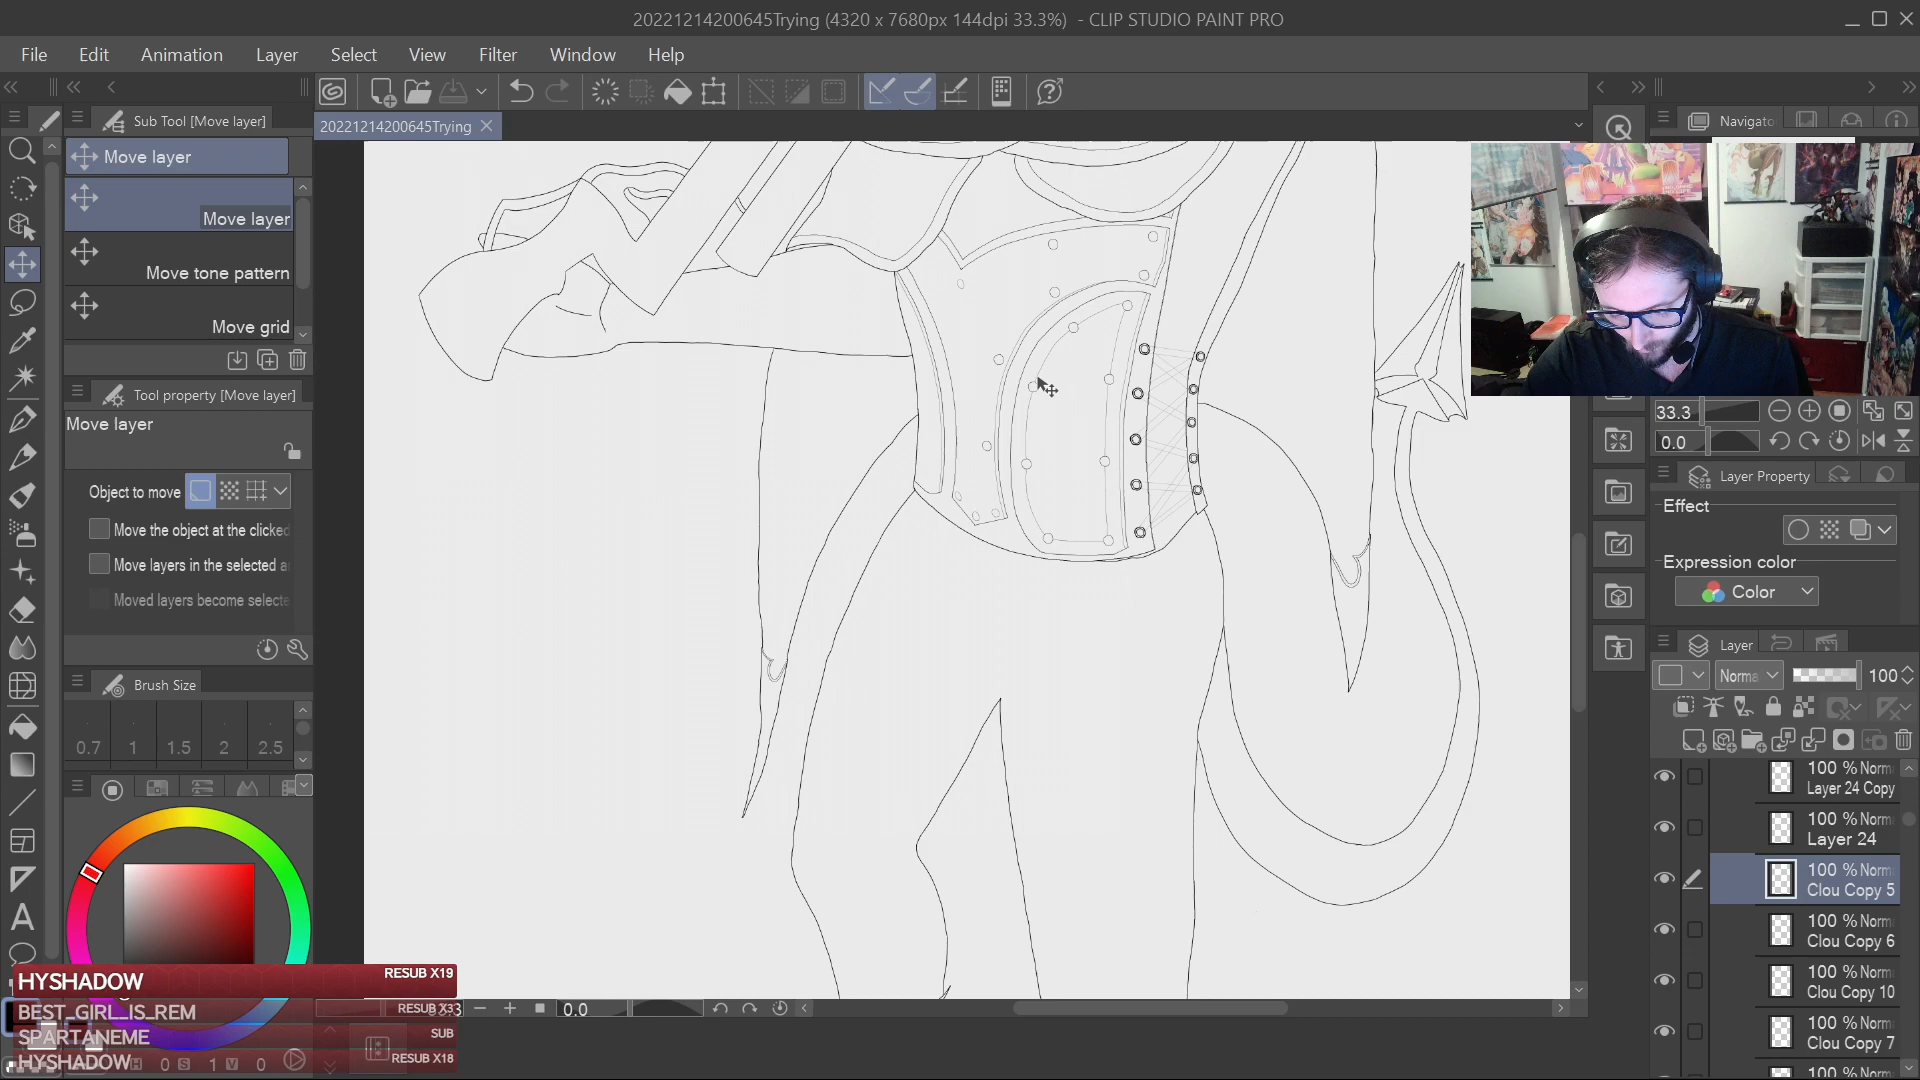 20221214200645Trying (4320 x 7680px 144dpi 33.3%) - CLIP STUDIO PAINT PRO
File Edit Animation Layer Select View Filter Window Help
Sub Tool [Move layer]
20221214200645Trying
Navigato
Move layer
Move layer
Move tone pattern
Move grid
Tool property [Move layer]
Move layer
Object to move
Move the object at the clicked
Move layers in the selected a
Moved layers become selecte
Brush Size
0.7 1 1.5 2 2.5
33.3
0.0
Layer Property
Effect
Expression color
Color
Layer
Norma
100
100 % Norm
Layer 24 Copy
100 % Norm
Layer 24
100 % Norm
Clou Copy 5
100 % Norm
Clou Copy 6
100 % Norm
Clou Copy 10
100 % Norm
Clou Copy 7
100 % Norm
HYSHADOW RESUB X19
BEST_GIRL_IS_REM RESUB X33
SPARTANEME SUB
HYSHADOW RESUB X18
0.0
H 0 S 1 V 0